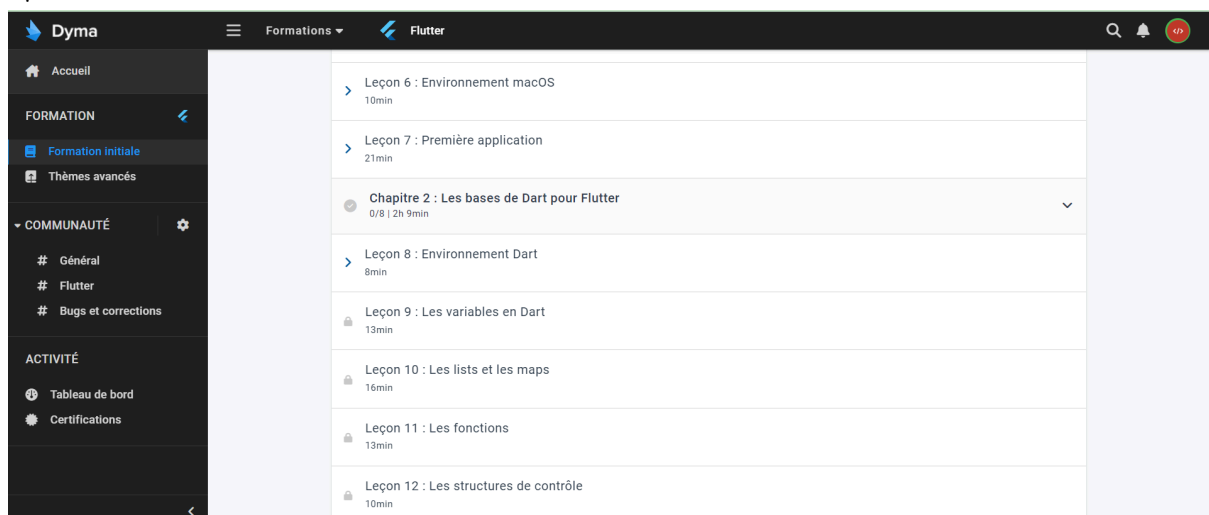 Dyma
Formations
Flutter
Accueil
FORMATION
Formation initiale
Thèmes avancés
COMMUNAUTÉ
# Général
# Flutter
# Bugs et corrections
ACTIVITÉ
Tableau de bord
Certifications
Leçon 6 : Environnement macOS
10min
Leçon 7 : Première application
21min
Chapitre 2 : Les bases de Dart pour Flutter
0/8 | 2h 9min
Leçon 8 : Environnement Dart
8min
Leçon 9 : Les variables en Dart
13min
Leçon 10 : Les lists et les maps
16min
Leçon 11 : Les fonctions
13min
Leçon 12 : Les structures de contrôle
10min